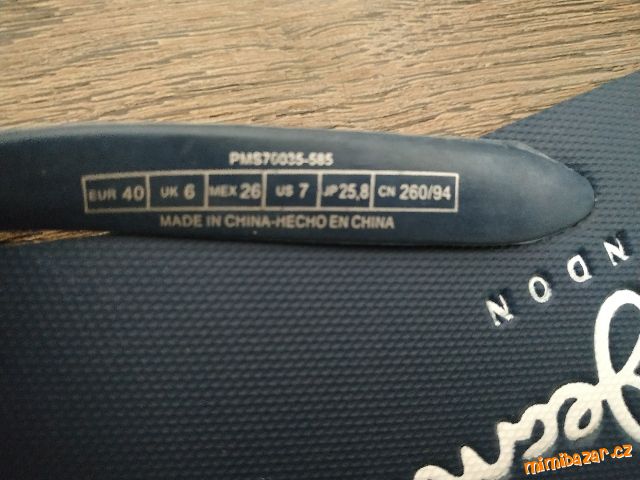 PMS70035-585
EUR 40 UK 6 MEX 26 US 7 JP 25,8 CN 260/94
MADE IN CHINA-HECHO EN CHINA
NDON
mimibazar.cz